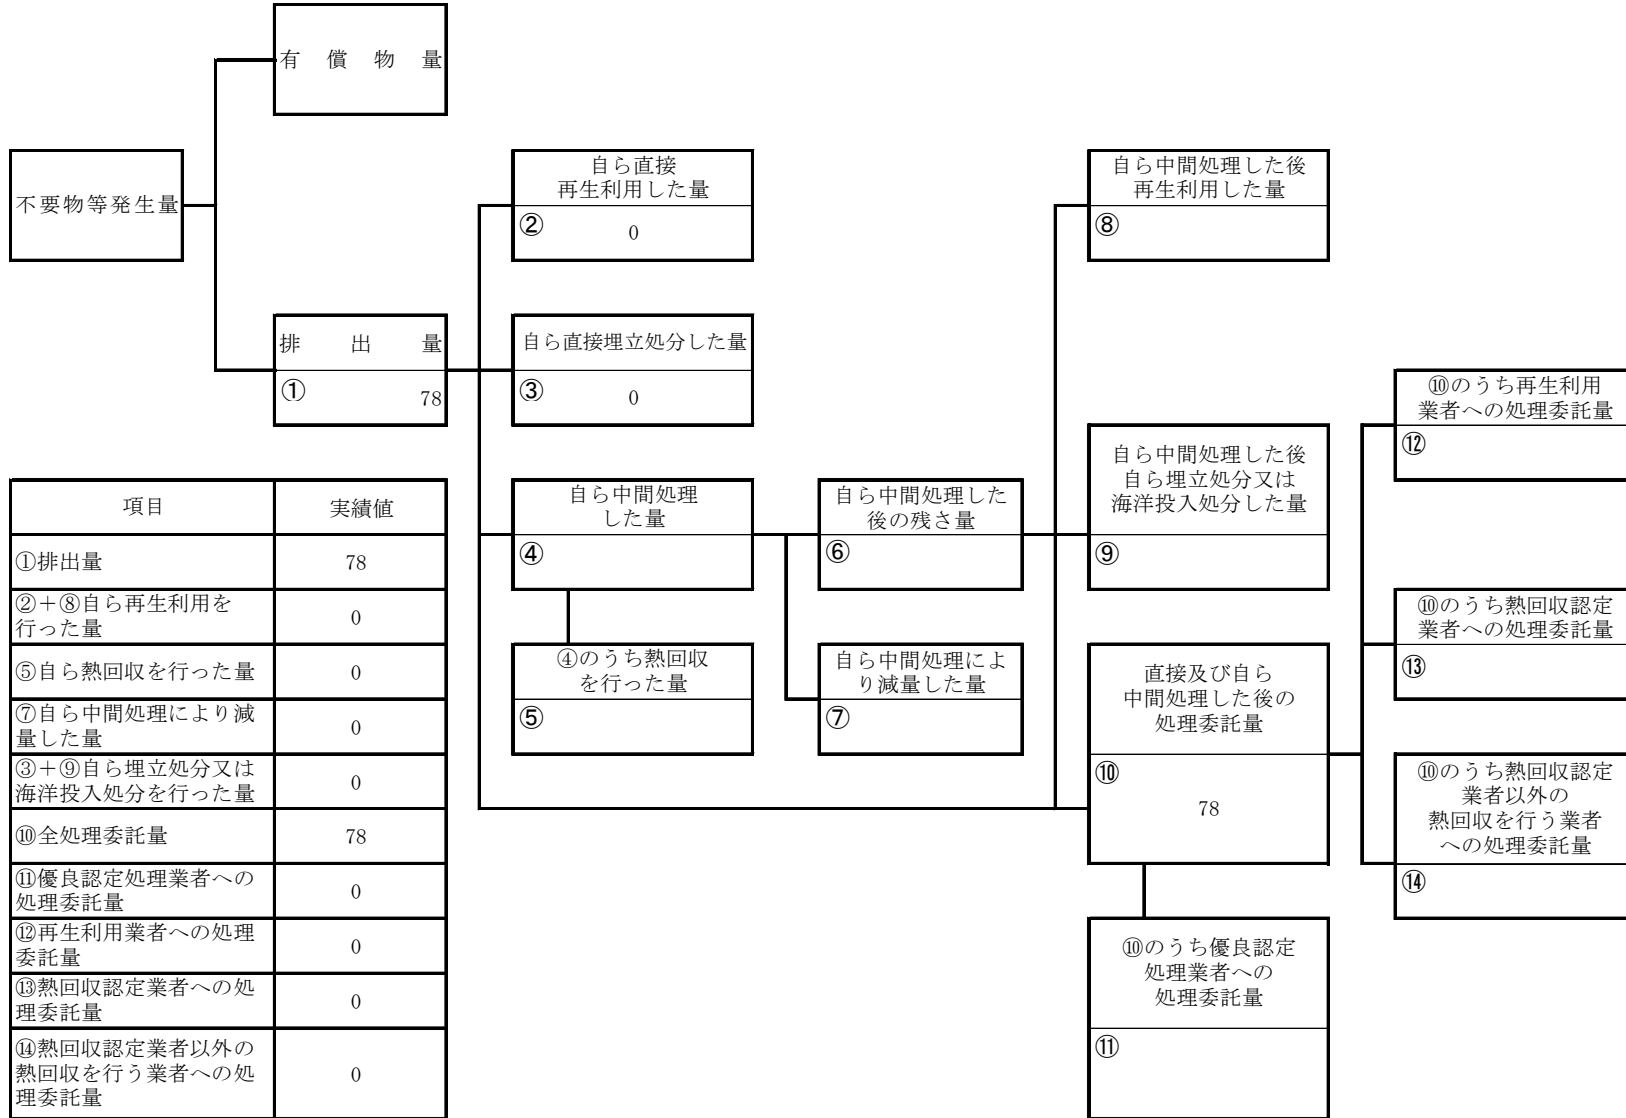 有償物量
不要物等発生量
排出量
①
78
自ら直接
再生利用した量
②
0
自ら直接埋立処分した量
③
0
自ら中間処理
した量
④
④のうち熱回収
を行った量
⑤
自ら中間処理した
後の残さ量
⑥
自ら中間処理によ
り減量した量
⑦
自ら中間処理した後
再生利用した量
⑧
自ら中間処理した後
自ら埋立処分又は
海洋投入処分した量
⑨
直接及び自ら
中間処理した後の
処理委託量
⑩
78
⑩のうち優良認定
処理業者への
処理委託量
⑪
⑩のうち再生利用
業者への処理委託量
⑫
⑩のうち熱回収認定
業者への処理委託量
⑬
⑩のうち熱回収認定
業者以外の
熱回収を行う業者
への処理委託量
⑭
項目 実績値
①排出量 78
②＋⑧自ら再生利用を
行った量 0
⑤自ら熱回収を行った量 0
⑦自ら中間処理により減
量した量 0
③＋⑨自ら埋立処分又は
海洋投入処分を行った量 0
⑩全処理委託量 78
⑪優良認定処理業者への
処理委託量 0
⑫再生利用業者への処理
委託量 0
⑬熱回収認定業者への処
理委託量 0
⑭熱回収認定業者以外の
熱回収を行う業者への処
理委託量 0